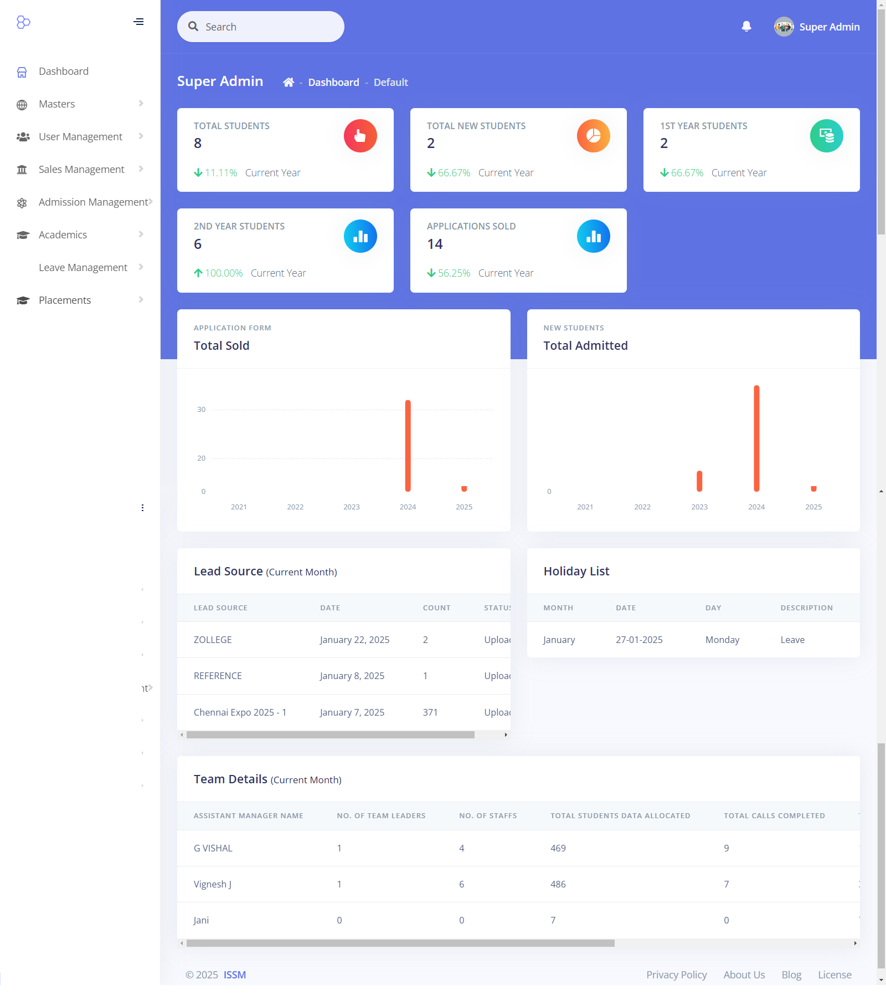 Search
Super Admin
Dashboard
Masters
User Management
Sales Management
Admission Management
Academics
Leave Management
Placements
Super Admin - Dashboard - Default
TOTAL STUDENTS
8
11.11% Current Year
TOTAL NEW STUDENTS
2
66.67% Current Year
1ST YEAR STUDENTS
2
66.67% Current Year
2ND YEAR STUDENTS
6
100.00% Current Year
APPLICATIONS SOLD
14
56.25% Current Year
APPLICATION FORM
Total Sold
30
20
0
2021 2022 2023 2024 2025
NEW STUDENTS
Total Admitted
0
2021 2022 2023 2024 2025
Lead Source (Current Month)
LEAD SOURCE DATE COUNT STATUS
ZOLLEGE January 22, 2025 2 Uploa
REFERENCE January 8, 2025 1 Uploa
Chennai Expo 2025 - 1 January 7, 2025 371 Uploa
Holiday List
MONTH DATE DAY DESCRIPTION
January 27-01-2025 Monday Leave
nt
Team Details (Current Month)
ASSISTANT MANAGER NAME NO. OF TEAM LEADERS NO. OF STAFFS TOTAL STUDENTS DATA ALLOCATED TOTAL CALLS COMPLETED
G VISHAL 1 4 469 9
Vignesh J 1 6 486 7
Jani 0 0 7 0
© 2025 ISSM
Privacy Policy About Us Blog License